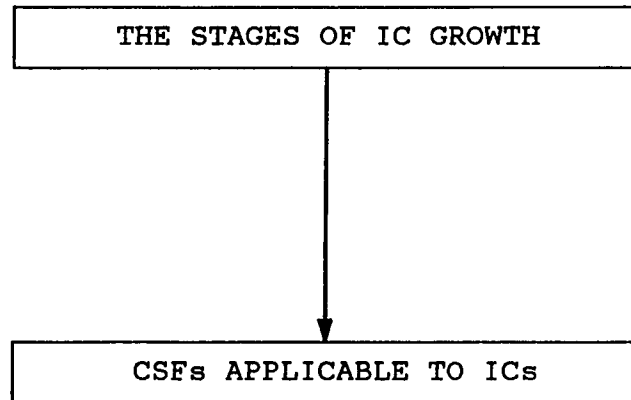 THE STAGES OF IC GROWTH
CSFs APPLICABLE TO ICs